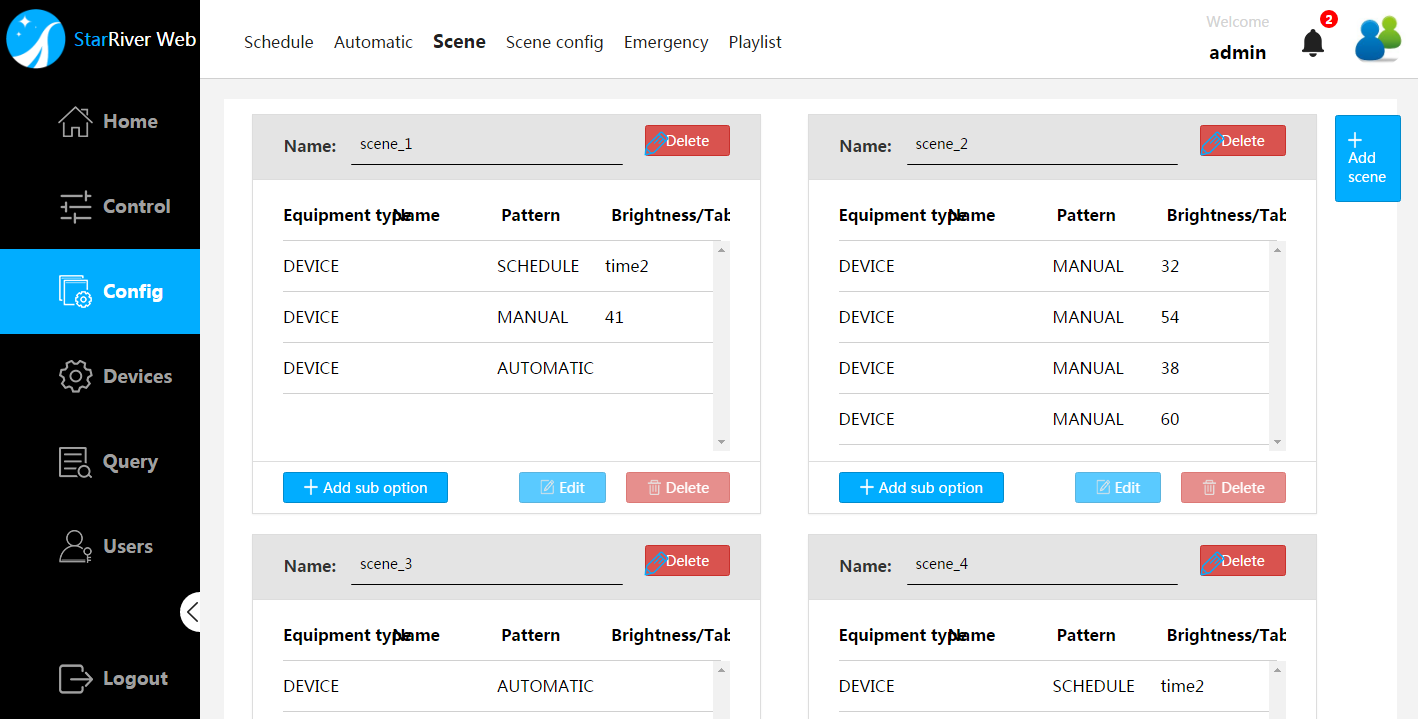 StarRiver Web
Schedule Automatic Scene Scene config Emergency Playlist
Welcome
admin
2
Home
Control
Config
Devices
Query
Users
Logout
Name: scene_1 Delete
Equipment type Name Pattern Brightness/Tab
DEVICE SCHEDULE time2
DEVICE MANUAL 41
DEVICE AUTOMATIC
Add sub option Edit Delete
Name: scene_2 Delete
Equipment type Name Pattern Brightness/Tab
DEVICE MANUAL 32
DEVICE MANUAL 54
DEVICE MANUAL 38
DEVICE MANUAL 60
Add sub option Edit Delete
Add
scene
Name: scene_3 Delete
Equipment type Name Pattern Brightness/Tab
DEVICE AUTOMATIC
Name: scene_4 Delete
Equipment type Name Pattern Brightness/Tab
DEVICE SCHEDULE time2